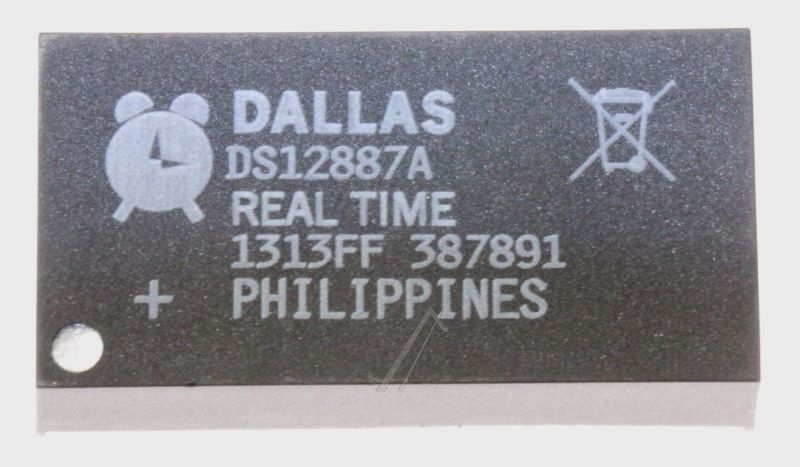 DALLAS
DS12887A
REAL TIME
1313FF 387891
+ PHILIPPINES